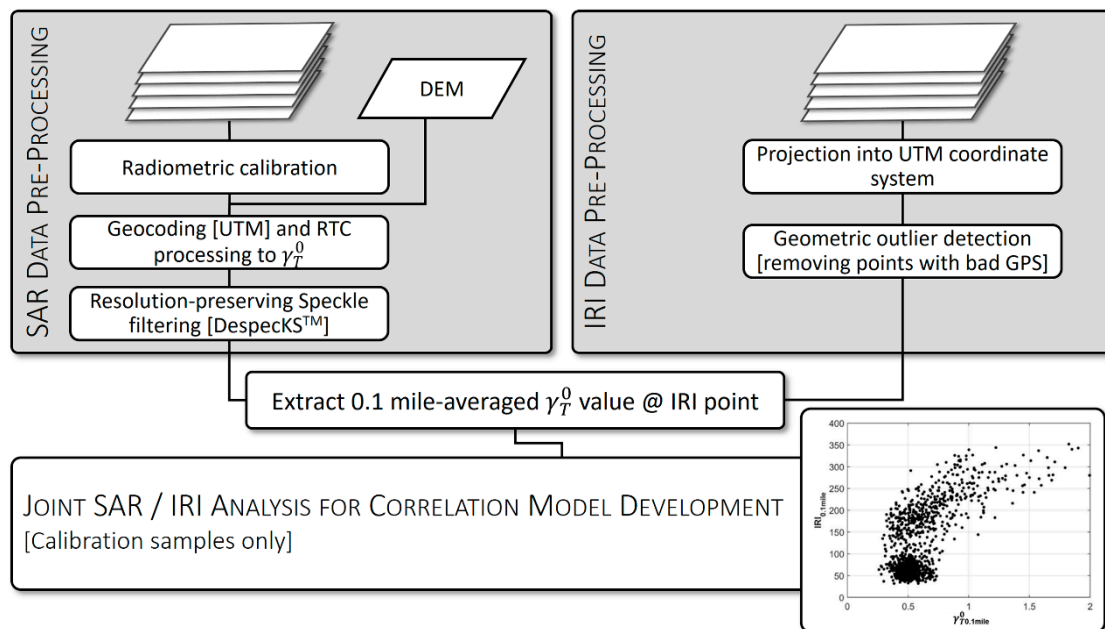 SAR DATA PRE-PROCESSING
DEM
Radiometric calibration
Geocoding [UTM] and RTC
processing to γ⁰_T
Resolution-preserving Speckle
filtering [DespecKS™]
IRI DATA PRE-PROCESSING
Projection into UTM coordinate
system
Geometric outlier detection
[removing points with bad GPS]
Extract 0.1 mile-averaged γ⁰_T value @ IRI point
JOINT SAR / IRI ANALYSIS FOR CORRELATION MODEL DEVELOPMENT
[Calibration samples only]
IRI0.1mile
400
350
300
250
200
150
100
50
0
0 0.5 1 1.5 2
γ⁰_T0.1mile